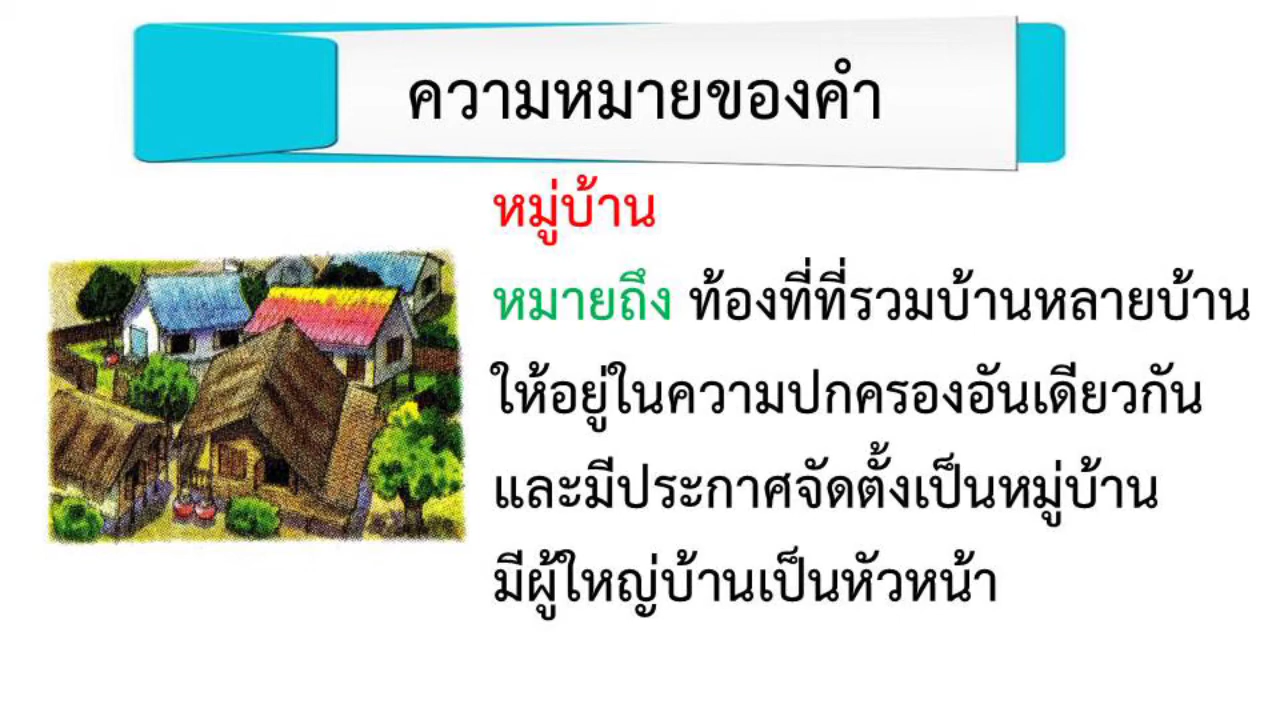 ความหมายของคำ
หมู่บ้าน
หมายถึง ท้องที่ที่รวมบ้านหลายบ้าน
ให้อยู่ในความปกครองอันเดียวกัน
และมีประกาศจัดตั้งเป็นหมู่บ้าน
มีผู้ใหญ่บ้านเป็นหัวหน้า